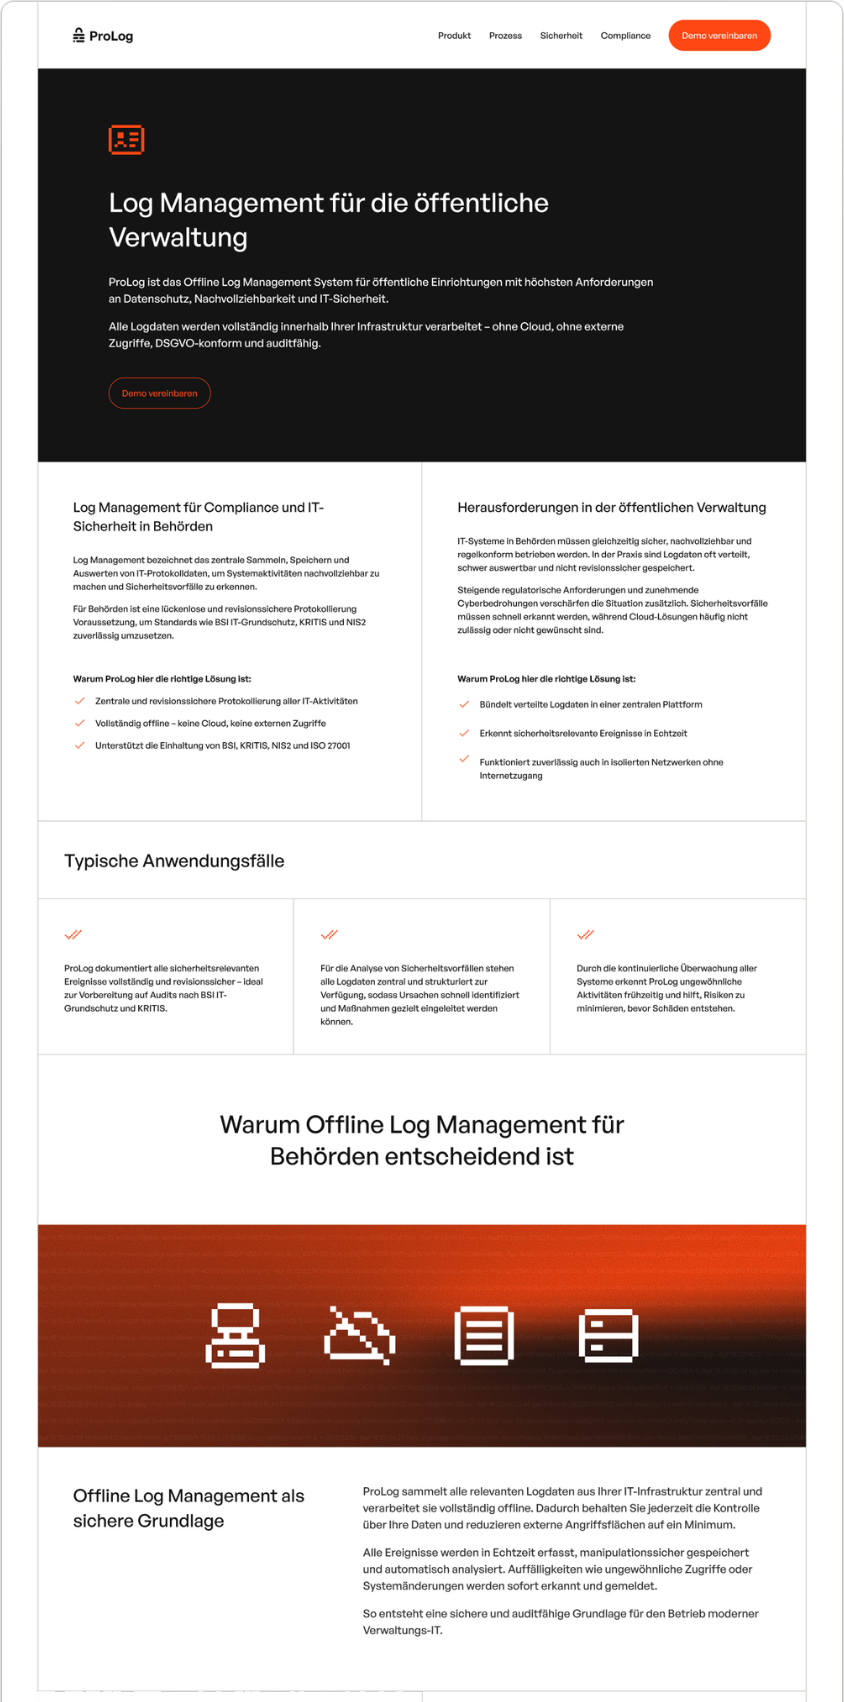 ProLog
Produkt Prozess Sicherheit Compliance Demo vereinbaren
Log Management für die öffentliche
Verwaltung
ProLog ist das Offline Log Management System für öffentliche Einrichtungen mit höchsten Anforderungen
an Datenschutz, Nachvollziehbarkeit und IT-Sicherheit.
Alle Logdaten werden vollständig innerhalb Ihrer Infrastruktur verarbeitet – ohne Cloud, ohne externe
Zugriffe, DSGVO-konform und auditfähig.
Demo vereinbaren
Log Management für Compliance und IT-
Sicherheit in Behörden
Log Management bezeichnet das zentrale Sammeln, Speichern und
Auswerten von IT-Protokolldaten, um Systemaktivitäten nachvollziehbar zu
machen und Sicherheitsvorfälle zu erkennen.
Für Behörden ist eine lückenlose und revisionssichere Protokollierung
Voraussetzung, um Standards wie BSI IT-Grundschutz, KRITIS und NIS2
zuverlässig umzusetzen.
Warum ProLog hier die richtige Lösung ist:
Zentrale und revisionssichere Protokollierung aller IT-Aktivitäten
Vollständig offline – keine Cloud, keine externen Zugriffe
Unterstützt die Einhaltung von BSI, KRITIS, NIS2 und ISO 27001
Herausforderungen in der öffentlichen Verwaltung
IT-Systeme in Behörden müssen gleichzeitig sicher, nachvollziehbar und
regelkonform betrieben werden. In der Praxis sind Logdaten oft verteilt,
schwer auswertbar und nicht revisionssicher gespeichert.
Steigende regulatorische Anforderungen und zunehmende
Cyberbedrohungen verschärfen die Situation zusätzlich. Sicherheitsvorfälle
müssen schnell erkannt werden, während Cloud-Lösungen häufig nicht
zulässig oder nicht gewünscht sind.
Warum ProLog hier die richtige Lösung ist:
Bündelt verteilte Logdaten in einer zentralen Plattform
Erkennt sicherheitsrelevante Ereignisse in Echtzeit
Funktioniert zuverlässig auch in isolierten Netzwerken ohne
Internetzugang
Typische Anwendungsfälle
ProLog dokumentiert alle sicherheitsrelevanten
Ereignisse vollständig und revisionssicher – ideal
zur Vorbereitung auf Audits nach BSI IT-
Grundschutz und KRITIS.
Für die Analyse von Sicherheitsvorfällen stehen
alle Logdaten zentral und strukturiert zur
Verfügung, sodass Ursachen schnell identifiziert
und Maßnahmen gezielt eingeleitet werden
können.
Durch die kontinuierliche Überwachung aller
Systeme erkennt ProLog ungewöhnliche
Aktivitäten frühzeitig und hilft, Risiken zu
minimieren, bevor Schäden entstehen.
Warum Offline Log Management für
Behörden entscheidend ist
Offline Log Management als
sichere Grundlage
ProLog sammelt alle relevanten Logdaten aus Ihrer IT-Infrastruktur zentral und
verarbeitet sie vollständig offline. Dadurch behalten Sie jederzeit die Kontrolle
über Ihre Daten und reduzieren externe Angriffsflächen auf ein Minimum.
Alle Ereignisse werden in Echtzeit erfasst, manipulationssicher gespeichert
und automatisch analysiert. Auffälligkeiten wie ungewöhnliche Zugriffe oder
Systemänderungen werden sofort erkannt und gemeldet.
So entsteht eine sichere und auditfähige Grundlage für den Betrieb moderner
Verwaltungs-IT.